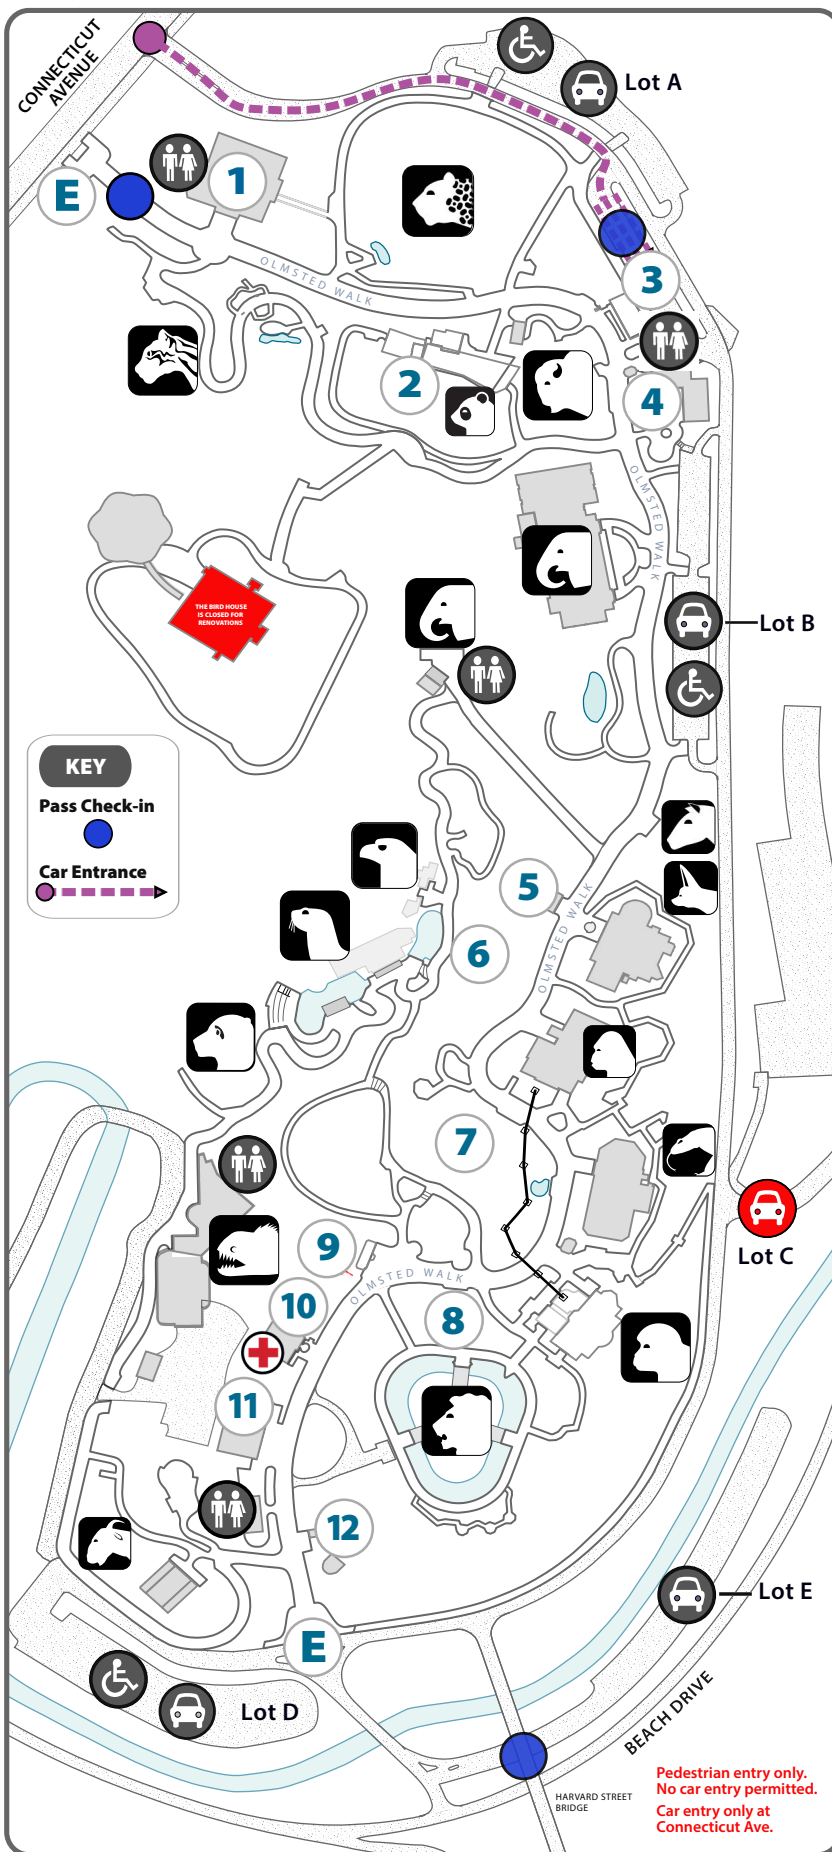 CONNECTICUT
AVENUE
Lot A
E
1
3
OLMSTED WALK
2
4
OLMSTED WALK
THE BIRD HOUSE
IS CLOSED FOR
RENOVATIONS
Lot B
KEY
Pass Check-in
Car Entrance
5
OLMSTED WALK
6
7
Lot C
9
OLMSTED WALK
10
8
11
12
Lot E
E
Lot D
BEACH DRIVE
HARVARD STREET
BRIDGE
Pedestrian entry only.
No car entry permitted.
Car entry only at
Connecticut Ave.